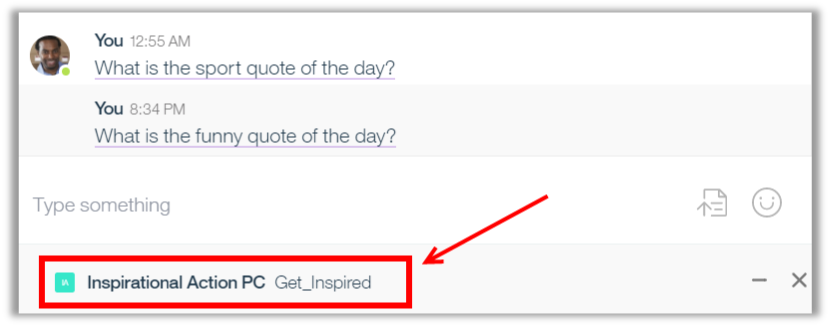 You 12:55 AM
What is the sport quote of the day?
You 8:34 PM
What is the funny quote of the day?
Type something
IA Inspirational Action PC Get_Inspired